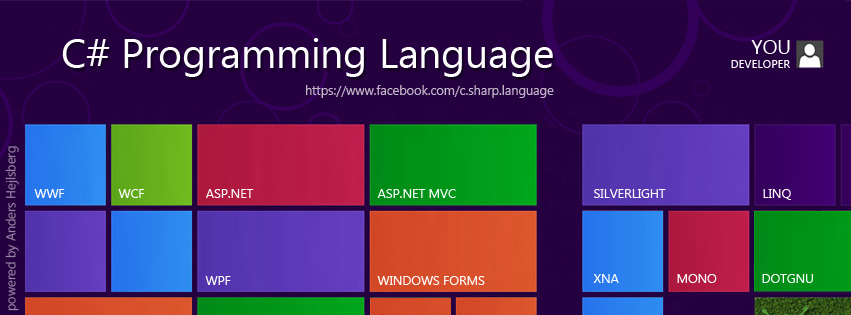 C# Programming Language
https://www.facebook.com/c.sharp.language
YOU
DEVELOPER
powered by Anders Hejlsberg
WWF
WCF
ASP.NET
ASP.NET MVC
SILVERLIGHT
LINQ
WPF
WINDOWS FORMS
XNA
MONO
DOTGNU